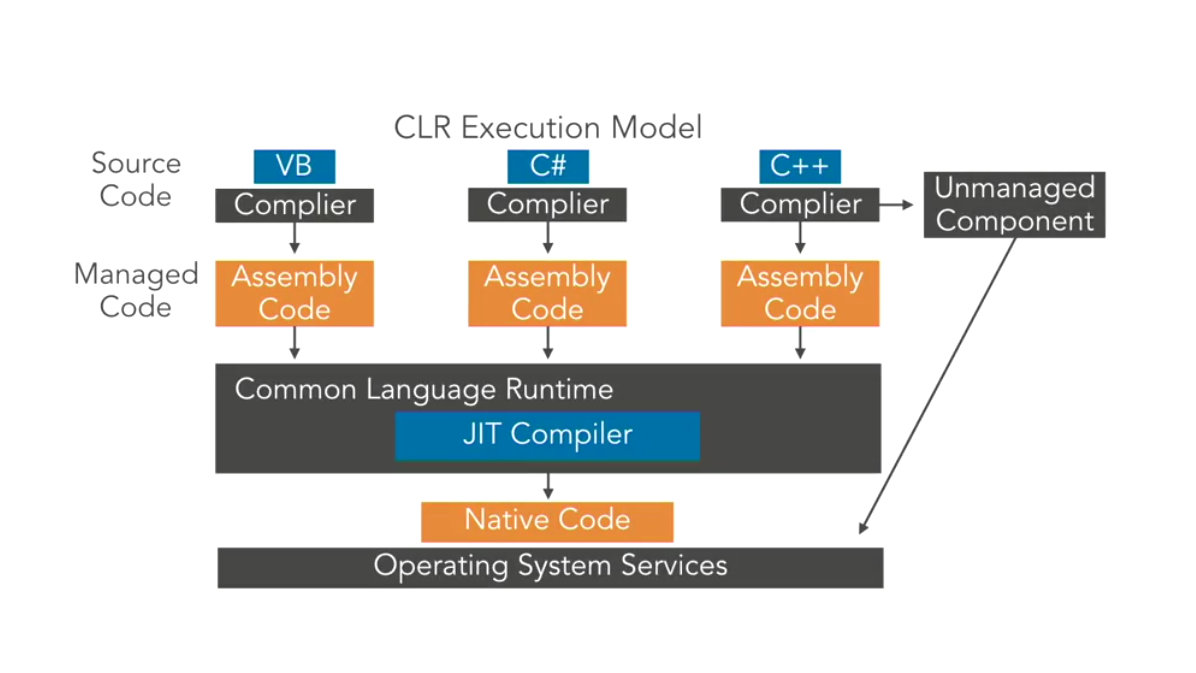 CLR Execution Model
Source
Code
VB
C#
C++
Complier
Complier
Complier
Unmanaged
Component
Managed
Code
Assembly
Code
Assembly
Code
Assembly
Code
Common Language Runtime
JIT Compiler
Native Code
Operating System Services